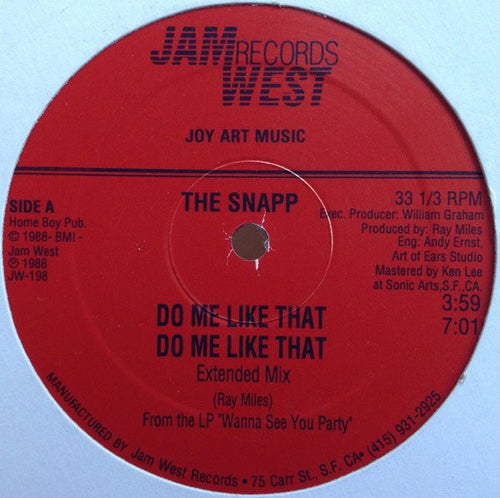 JAM RECORDS
WEST
JOY ART MUSIC
SIDE A
Home Boy Pub.
© 1988- BMI -
Jam West
℗ 1988
JW-198
THE SNAPP
33 1/3 RPM
Exec. Producer: William Graham
Produced by: Ray Miles
Eng: Andy Ernst,
Art of Ears Studio
Mastered by Ken Lee
at Sonic Arts,S.F.,CA.
3:59
7:01
DO ME LIKE THAT
DO ME LIKE THAT
Extended Mix
(Ray Miles)
From the LP "Wanna See You Party"
MANUFACTURED BY Jam West Records • 75 Carr St., S.F. CA• (415) 931-2925